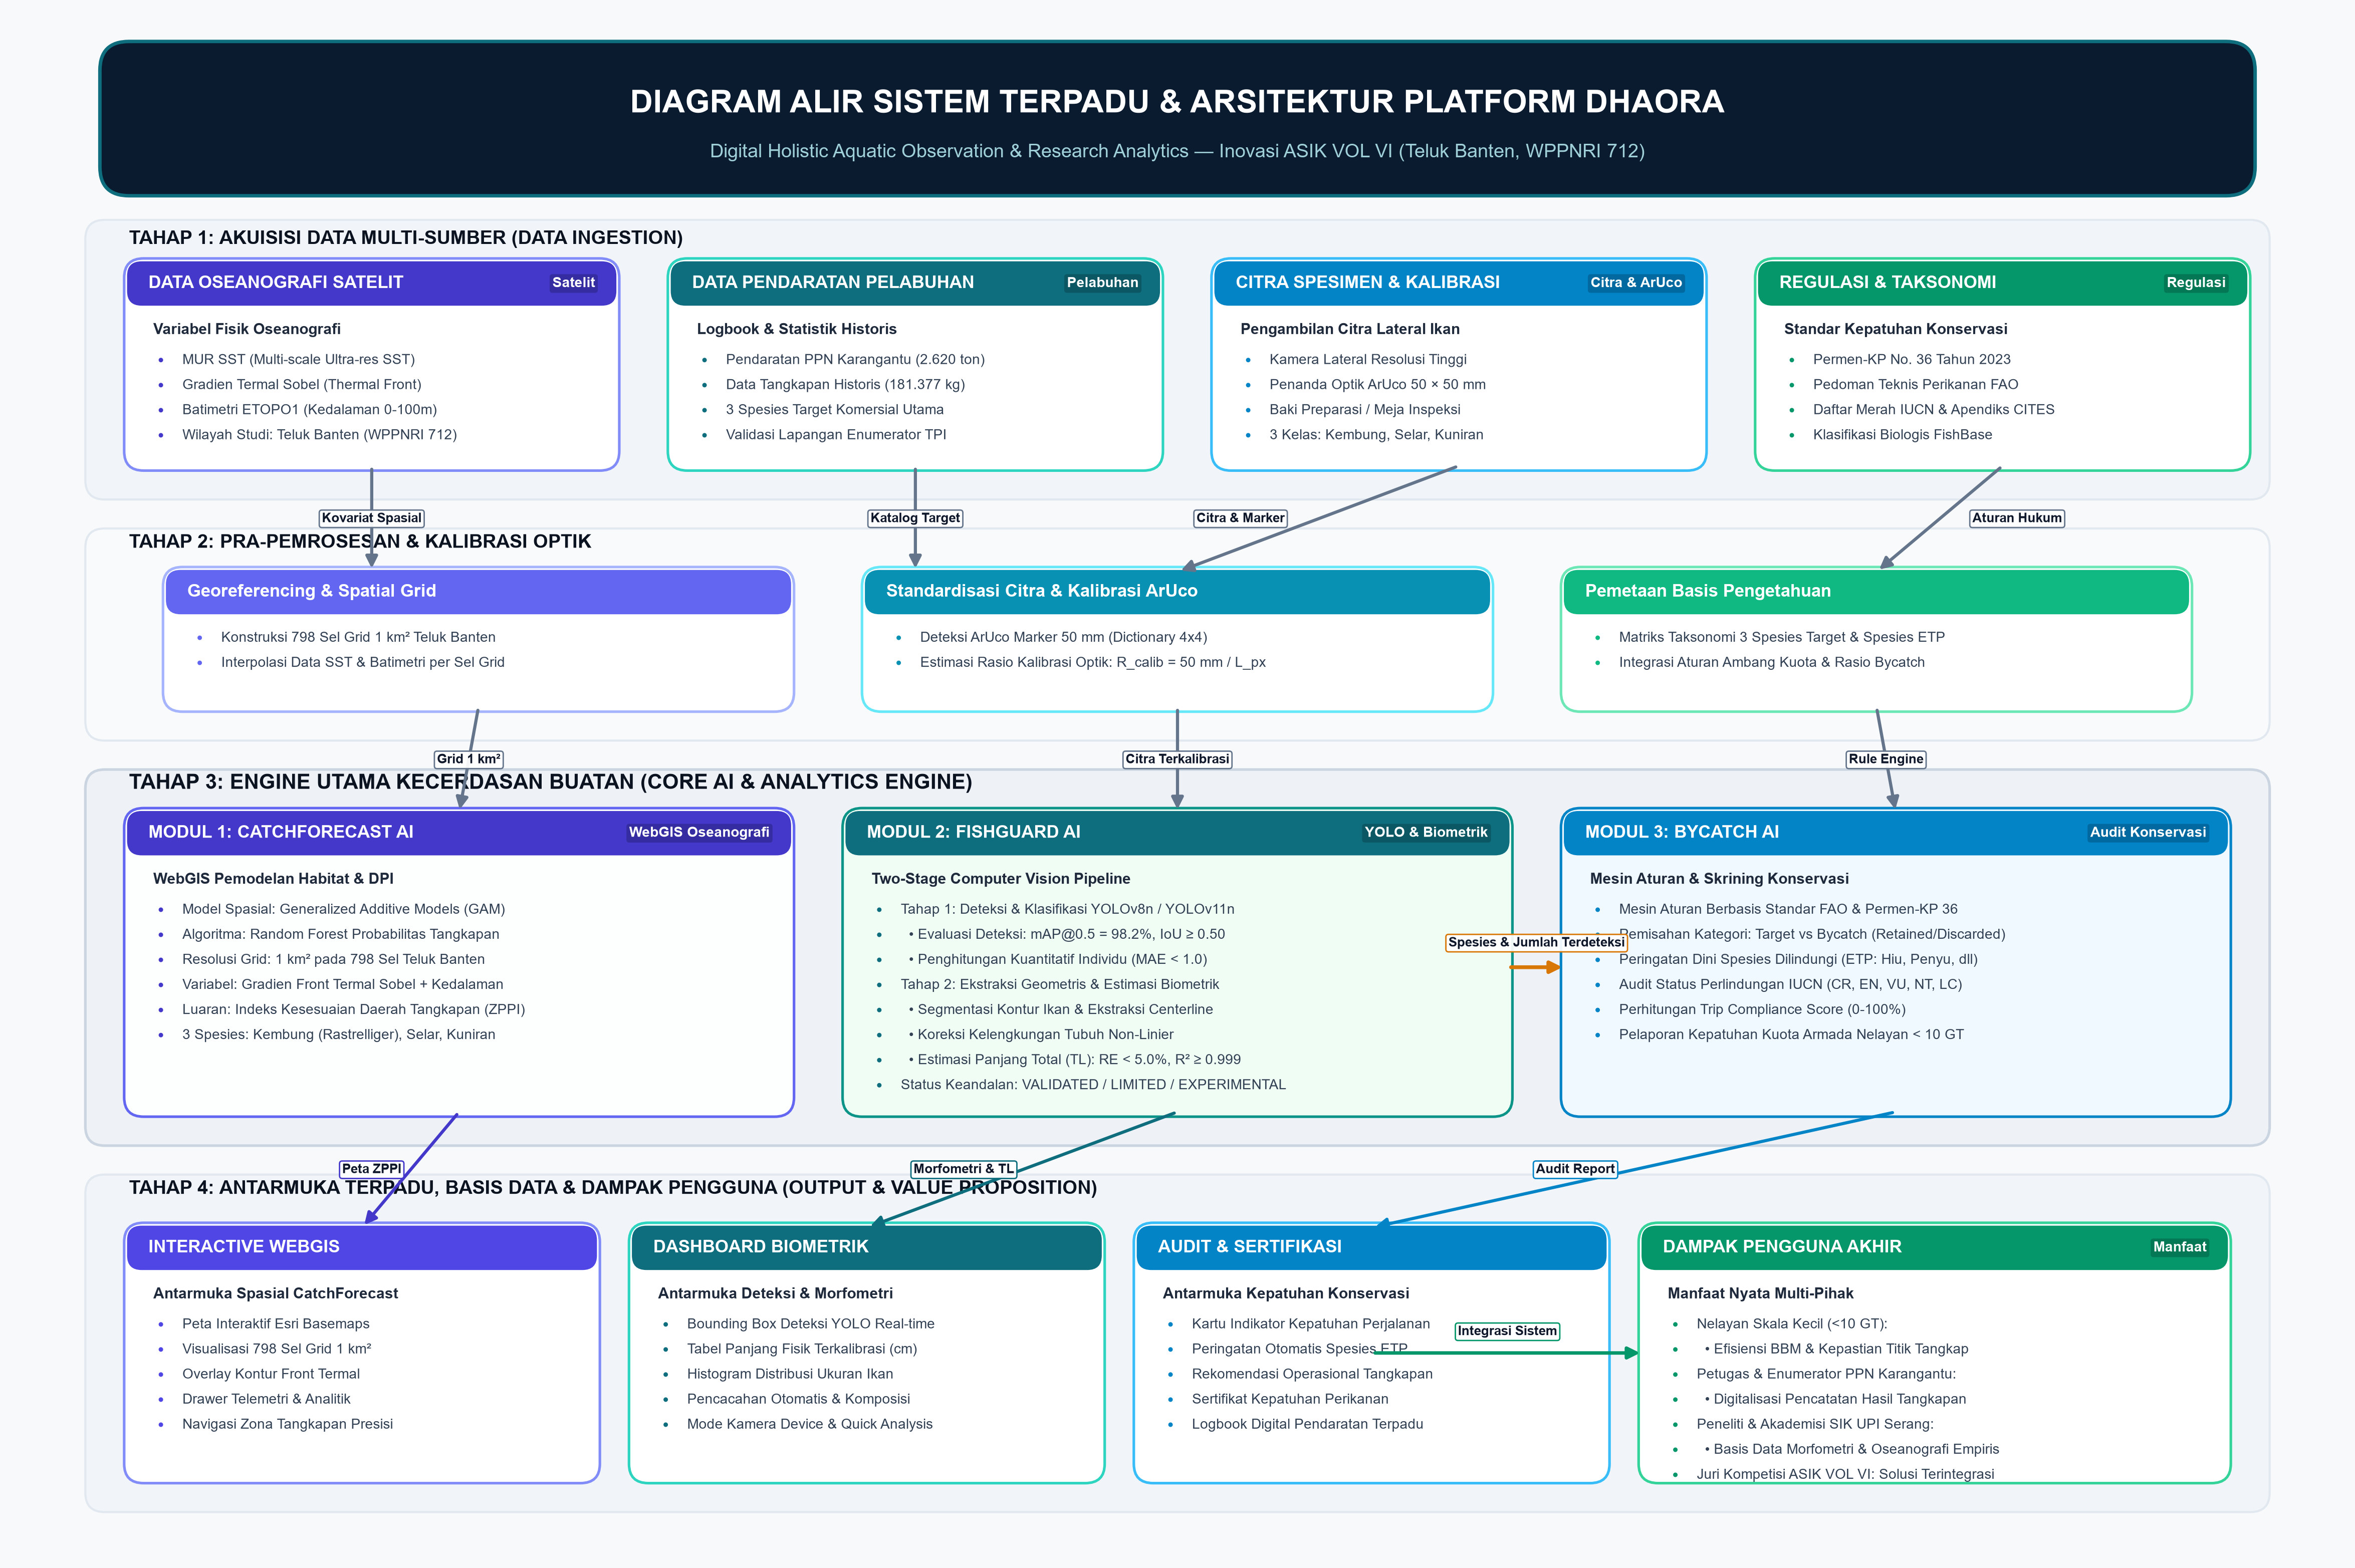 DIAGRAM ALIR SISTEM TERPADU & ARSITEKTUR PLATFORM DHAORA
Digital Holistic Aquatic Observation & Research Analytics — Inovasi ASIK VOL VI (Teluk Banten, WPPNRI 712)
TAHAP 1: AKUISISI DATA MULTI-SUMBER (DATA INGESTION)
DATA OSEANOGRAFI SATELIT
Satelit
Variabel Fisik Oseanografi
• MUR SST (Multi-scale Ultra-res SST)
• Gradien Termal Sobel (Thermal Front)
• Batimetri ETOPO1 (Kedalaman 0-100m)
• Wilayah Studi: Teluk Banten (WPPNRI 712)
DATA PENDARATAN PELABUHAN
Pelabuhan
Logbook & Statistik Historis
• Pendaratan PPN Karangantu (2.620 ton)
• Data Tangkapan Historis (181.377 kg)
• 3 Spesies Target Komersial Utama
• Validasi Lapangan Enumerator TPI
CITRA SPESIMEN & KALIBRASI
Citra & ArUco
Pengambilan Citra Lateral Ikan
• Kamera Lateral Resolusi Tinggi
• Penanda Optik ArUco 50 × 50 mm
• Baki Preparasi / Meja Inspeksi
• 3 Kelas: Kembung, Selar, Kuniran
REGULASI & TAKSONOMI
Regulasi
Standar Kepatuhan Konservasi
• Permen-KP No. 36 Tahun 2023
• Pedoman Teknis Perikanan FAO
• Daftar Merah IUCN & Apendiks CITES
• Klasifikasi Biologis FishBase
Kovariat Spasial
Katalog Target
Citra & Marker
Aturan Hukum
TAHAP 2: PRA-PEMROSESAN & KALIBRASI OPTIK
Georeferencing & Spatial Grid
• Konstruksi 798 Sel Grid 1 km² Teluk Banten
• Interpolasi Data SST & Batimetri per Sel Grid
Standardisasi Citra & Kalibrasi ArUco
• Deteksi ArUco Marker 50 mm (Dictionary 4x4)
• Estimasi Rasio Kalibrasi Optik: R_calib = 50 mm / L_px
Pemetaan Basis Pengetahuan
• Matriks Taksonomi 3 Spesies Target & Spesies ETP
• Integrasi Aturan Ambang Kuota & Rasio Bycatch
Grid 1 km²
Citra Terkalibrasi
Rule Engine
TAHAP 3: ENGINE UTAMA KECERDASAN BUATAN (CORE AI & ANALYTICS ENGINE)
MODUL 1: CATCHFORECAST AI
WebGIS Oseanografi
WebGIS Pemodelan Habitat & DPI
• Model Spasial: Generalized Additive Models (GAM)
• Algoritma: Random Forest Probabilitas Tangkapan
• Resolusi Grid: 1 km² pada 798 Sel Teluk Banten
• Variabel: Gradien Front Termal Sobel + Kedalaman
• Luaran: Indeks Kesesuaian Daerah Tangkapan (ZPPI)
• 3 Spesies: Kembung (Rastrelliger), Selar, Kuniran
MODUL 2: FISHGUARD AI
YOLO & Biometrik
Two-Stage Computer Vision Pipeline
• Tahap 1: Deteksi & Klasifikasi YOLOv8n / YOLOv11n
• • Evaluasi Deteksi: mAP@0.5 = 98.2%, IoU ≥ 0.50
• • Penghitungan Kuantitatif Individu (MAE < 1.0)
• Tahap 2: Ekstraksi Geometris & Estimasi Biometrik
• • Segmentasi Kontur Ikan & Ekstraksi Centerline
• • Koreksi Kelengkungan Tubuh Non-Linier
• • Estimasi Panjang Total (TL): RE < 5.0%, R² ≥ 0.999
• Status Keandalan: VALIDATED / LIMITED / EXPERIMENTAL
Spesies & Jumlah Terdeteksi
MODUL 3: BYCATCH AI
Audit Konservasi
Mesin Aturan & Skrining Konservasi
• Mesin Aturan Berbasis Standar FAO & Permen-KP 36
Pemisahan Kategori: Target vs Bycatch (Retained/Discarded)
• Peringatan Dini Spesies Dilindungi (ETP: Hiu, Penyu, dll)
• Audit Status Perlindungan IUCN (CR, EN, VU, NT, LC)
• Perhitungan Trip Compliance Score (0-100%)
• Pelaporan Kepatuhan Kuota Armada Nelayan < 10 GT
Peta ZPPI
Morfometri & TL
Audit Report
TAHAP 4: ANTARMUKA TERPADU, BASIS DATA & DAMPAK PENGGUNA (OUTPUT & VALUE PROPOSITION)
INTERACTIVE WEBGIS
Antarmuka Spasial CatchForecast
• Peta Interaktif Esri Basemaps
• Visualisasi 798 Sel Grid 1 km²
• Overlay Kontur Front Termal
• Drawer Telemetri & Analitik
• Navigasi Zona Tangkapan Presisi
DASHBOARD BIOMETRIK
Antarmuka Deteksi & Morfometri
• Bounding Box Deteksi YOLO Real-time
• Tabel Panjang Fisik Terkalibrasi (cm)
• Histogram Distribusi Ukuran Ikan
• Pencacahan Otomatis & Komposisi
• Mode Kamera Device & Quick Analysis
AUDIT & SERTIFIKASI
Antarmuka Kepatuhan Konservasi
• Kartu Indikator Kepatuhan Perjalanan
• Peringatan Otomatis Spesies ETP
• Rekomendasi Operasional Tangkapan
• Sertifikat Kepatuhan Perikanan
• Logbook Digital Pendaratan Terpadu
Integrasi Sistem
DAMPAK PENGGUNA AKHIR
Manfaat
Manfaat Nyata Multi-Pihak
• Nelayan Skala Kecil (<10 GT):
• • Efisiensi BBM & Kepastian Titik Tangkap
• Petugas & Enumerator PPN Karangantu:
• • Digitalisasi Pencatatan Hasil Tangkapan
• Peneliti & Akademisi SIK UPI Serang:
• • Basis Data Morfometri & Oseanografi Empiris
• Juri Kompetisi ASIK VOL VI: Solusi Terintegrasi